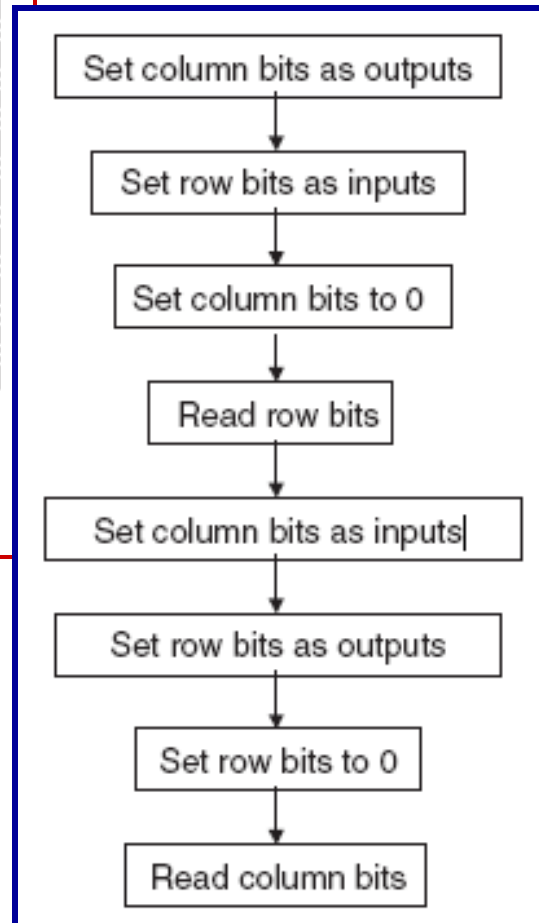 Set column bits as outputs
Set row bits as inputs
Set column bits to 0
Read row bits
Set column bits as inputs
Set row bits as outputs
Set row bits to 0
Read column bits